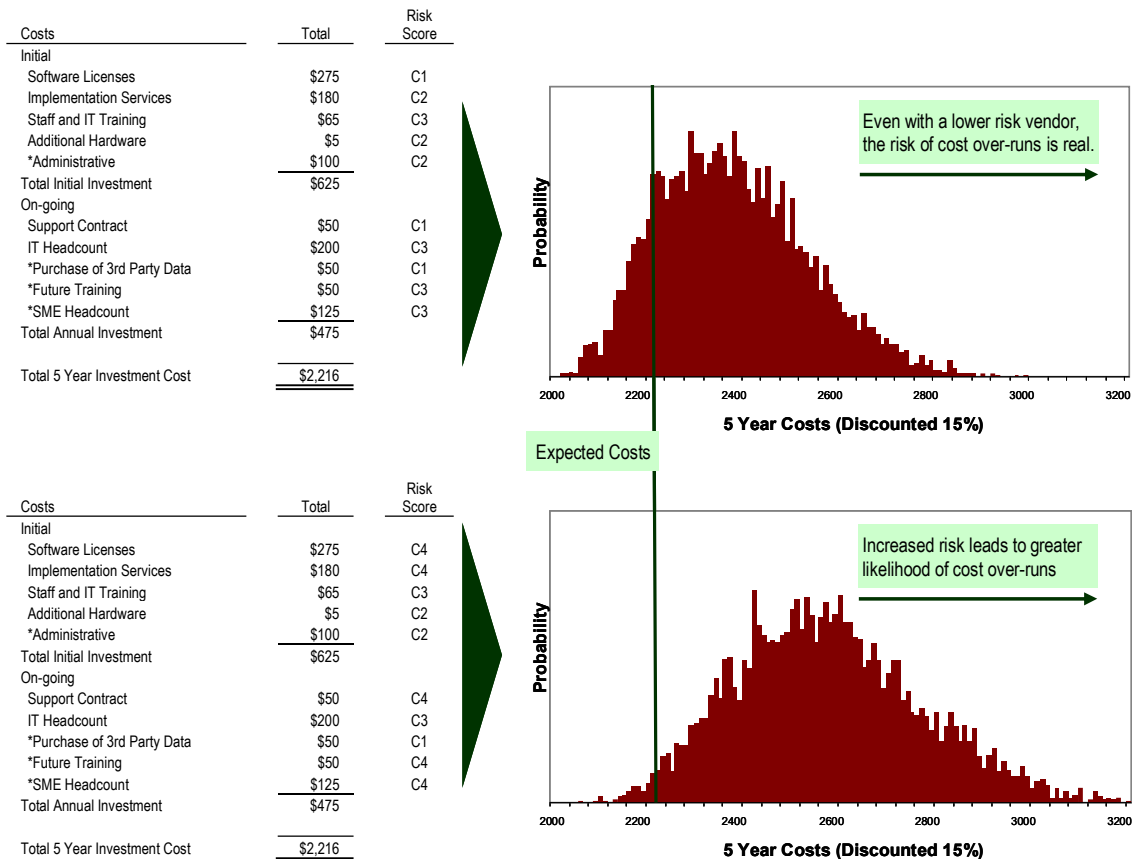 Costs Total Risk Score
Initial
Software Licenses $275 C1
Implementation Services $180 C2
Staff and IT Training $65 C3
Additional Hardware $5 C2
*Administrative $100 C2
Total Initial Investment $625
On-going
Support Contract $50 C1
IT Headcount $200 C3
*Purchase of 3rd Party Data $50 C1
*Future Training $50 C3
*SME Headcount $125 C3
Total Annual Investment $475
Total 5 Year Investment Cost $2,216
Even with a lower risk vendor,
the risk of cost over-runs is real.
Probability
2000 2200 2400 2600 2800 3000 3200
5 Year Costs (Discounted 15%)
Expected Costs
Costs Total Risk Score
Initial
Software Licenses $275 C4
Implementation Services $180 C4
Staff and IT Training $65 C3
Additional Hardware $5 C2
*Administrative $100 C2
Total Initial Investment $625
On-going
Support Contract $50 C4
IT Headcount $200 C3
*Purchase of 3rd Party Data $50 C1
*Future Training $50 C4
*SME Headcount $125 C4
Total Annual Investment $475
Total 5 Year Investment Cost $2,216
Increased risk leads to greater
likelihood of cost over-runs
Probability
2000 2200 2400 2600 2800 3000 3200
5 Year Costs (Discounted 15%)